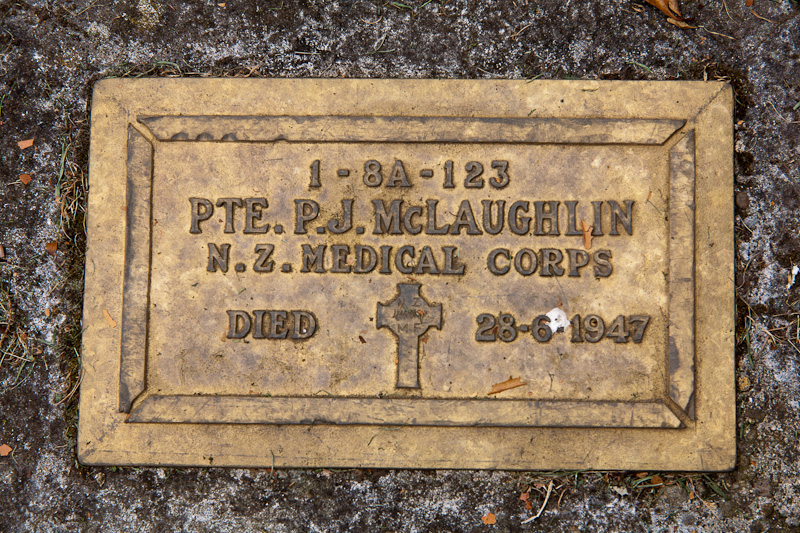 1-8A-123
PTE. P.J. McLAUGHLIN
N.Z. MEDICAL CORPS
DIED 28-6-1947